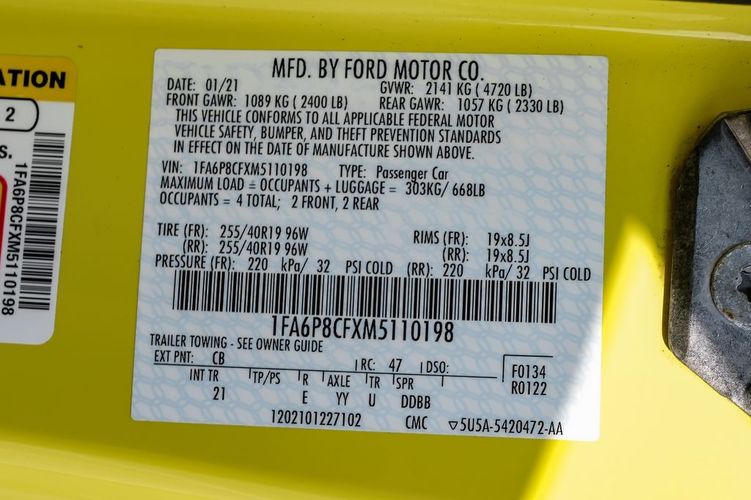 ATION
2
s.
1FA6P8CFXM5110198
MFD. BY FORD MOTOR CO.
DATE: 01/21 GVWR: 2141 KG ( 4720 LB)
FRONT GAWR: 1089 KG ( 2400 LB) REAR GAWR: 1057 KG ( 2330 LB)
THIS VEHICLE CONFORMS TO ALL APPLICABLE FEDERAL MOTOR
VEHICLE SAFETY, BUMPER, AND THEFT PREVENTION STANDARDS
IN EFFECT ON THE DATE OF MANUFACTURE SHOWN ABOVE.
VIN: 1FA6P8CFXM5110198 TYPE: Passenger Car
MAXIMUM LOAD = OCCUPANTS + LUGGAGE = 303KG/ 668LB
OCCUPANTS = 4 TOTAL; 2 FRONT, 2 REAR
TIRE (FR): 255/40R19 96W RIMS (FR): 19x8.5J
(RR): 255/40R19 96W (RR): 19x8.5J
PRESSURE (FR): 220 kPa/ 32 PSI COLD (RR): 220 kPa/ 32 PSI COLD
1FA6P8CFXM5110198
TRAILER TOWING - SEE OWNER GUIDE
EXT PNT: CB RC: 47 DSO: F0134
R0122
INT TR TP/PS R AXLE TR SPR
21 E YY U DDBB
1202101227102 CMC ▽5U5A-5420472-AA